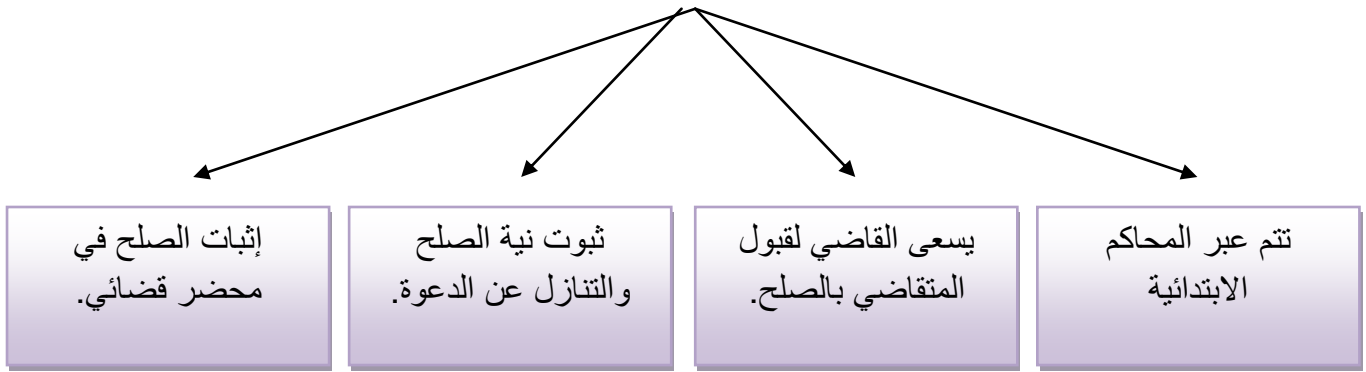 تتم عبر المحاكم
الابتدائية
يسعى القاضي لقبول
المتقاضي بالصلح.
ثبوت نية الصلح
والتنازل عن الدعوة.
إثبات الصلح في
محضر قضائي.